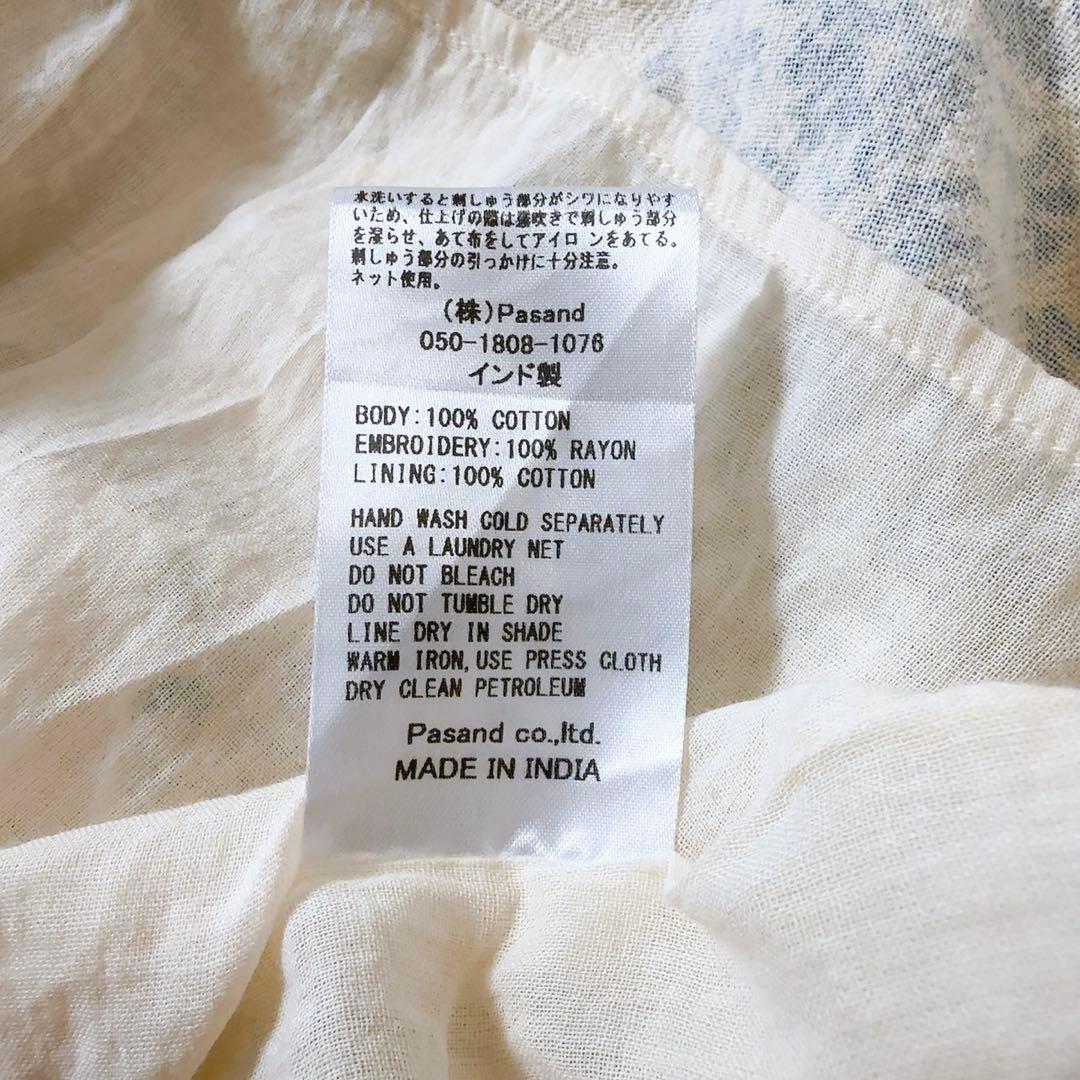 水洗いすると刺しゅう部分がシワになりやす
いため、仕上げの際は霧吹きで刺しゅう部分
を湿らせ、あて布をしてアイロンをあてる。
刺しゅう部分の引っかけに十分注意。
ネット使用。
(株)Pasand
050-1808-1076
インド製
BODY:100% COTTON
EMBROIDERY:100% RAYON
LINING:100% COTTON
HAND WASH COLD SEPARATELY
USE A LAUNDRY NET
DO NOT BLEACH
DO NOT TUMBLE DRY
LINE DRY IN SHADE
WARM IRON,USE PRESS CLOTH
DRY CLEAN PETROLEUM
Pasand co.,ltd.
MADE IN INDIA